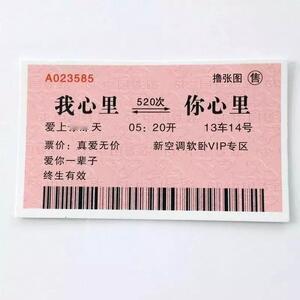 A023585 撸张图 售
我心里 520次 你心里
爱上 天 05:20开 13车14号
票价:真爱无价 新空调软卧VIP专区
爱你一辈子
终生有效